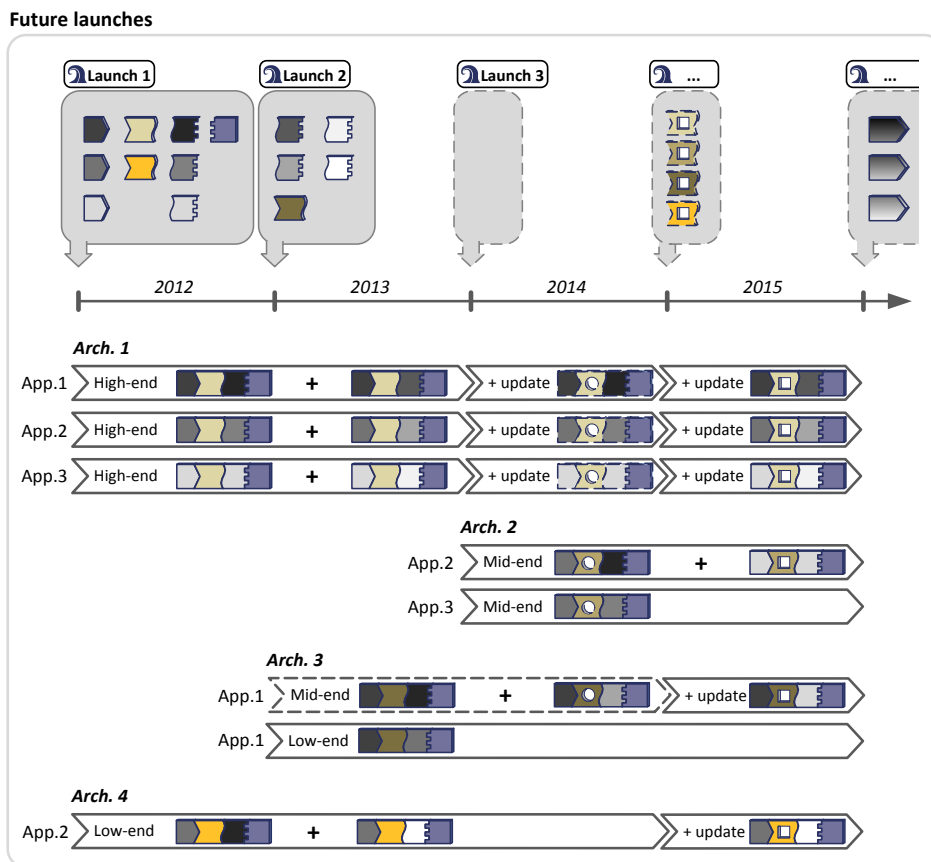 Future launches
Launch 1
Launch 2
Launch 3
...
...
2012
2013
2014
2015
Arch. 1
App.1 High-end + + update + update
App.2 High-end + + update + update
App.3 High-end + + update + update
Arch. 2
App.2 Mid-end +
App.3 Mid-end
Arch. 3
App.1 Mid-end + + update
App.1 Low-end
Arch. 4
App.2 Low-end + + update